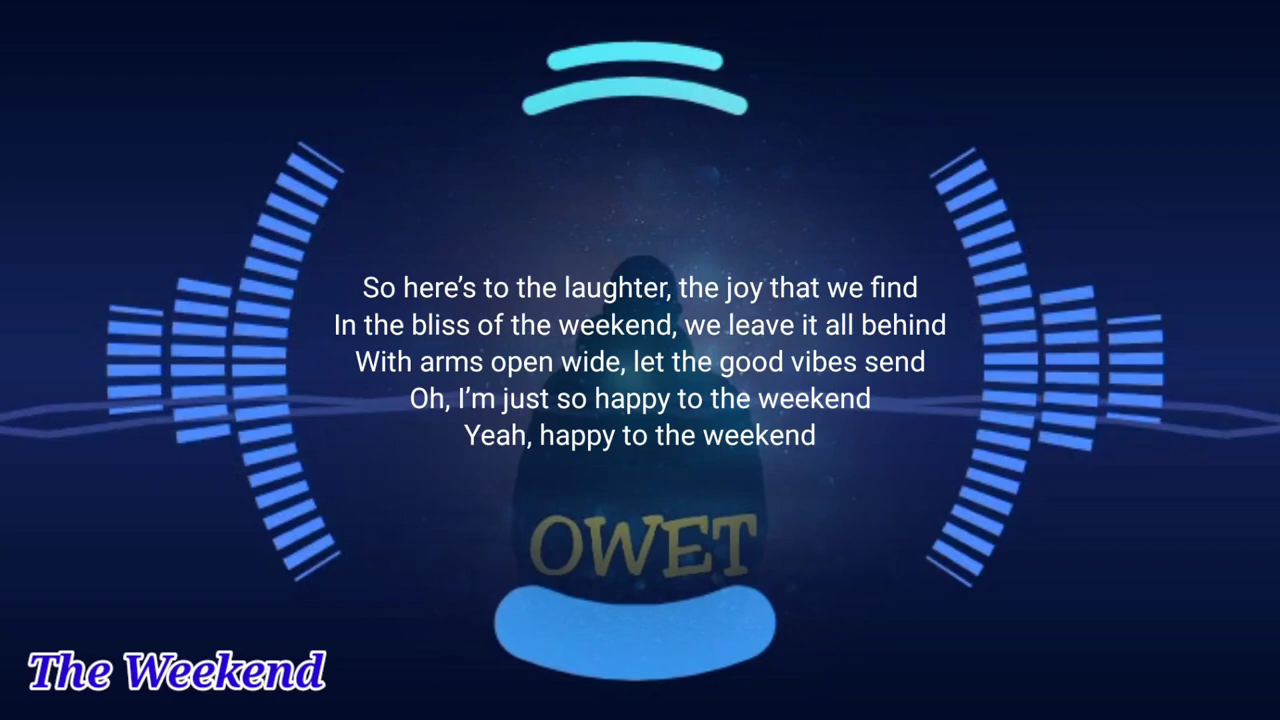 So here’s to the laughter, the joy that we find
In the bliss of the weekend, we leave it all behind
With arms open wide, let the good vibes send
Oh, I’m just so happy to the weekend
Yeah, happy to the weekend
OWET
The Weekend